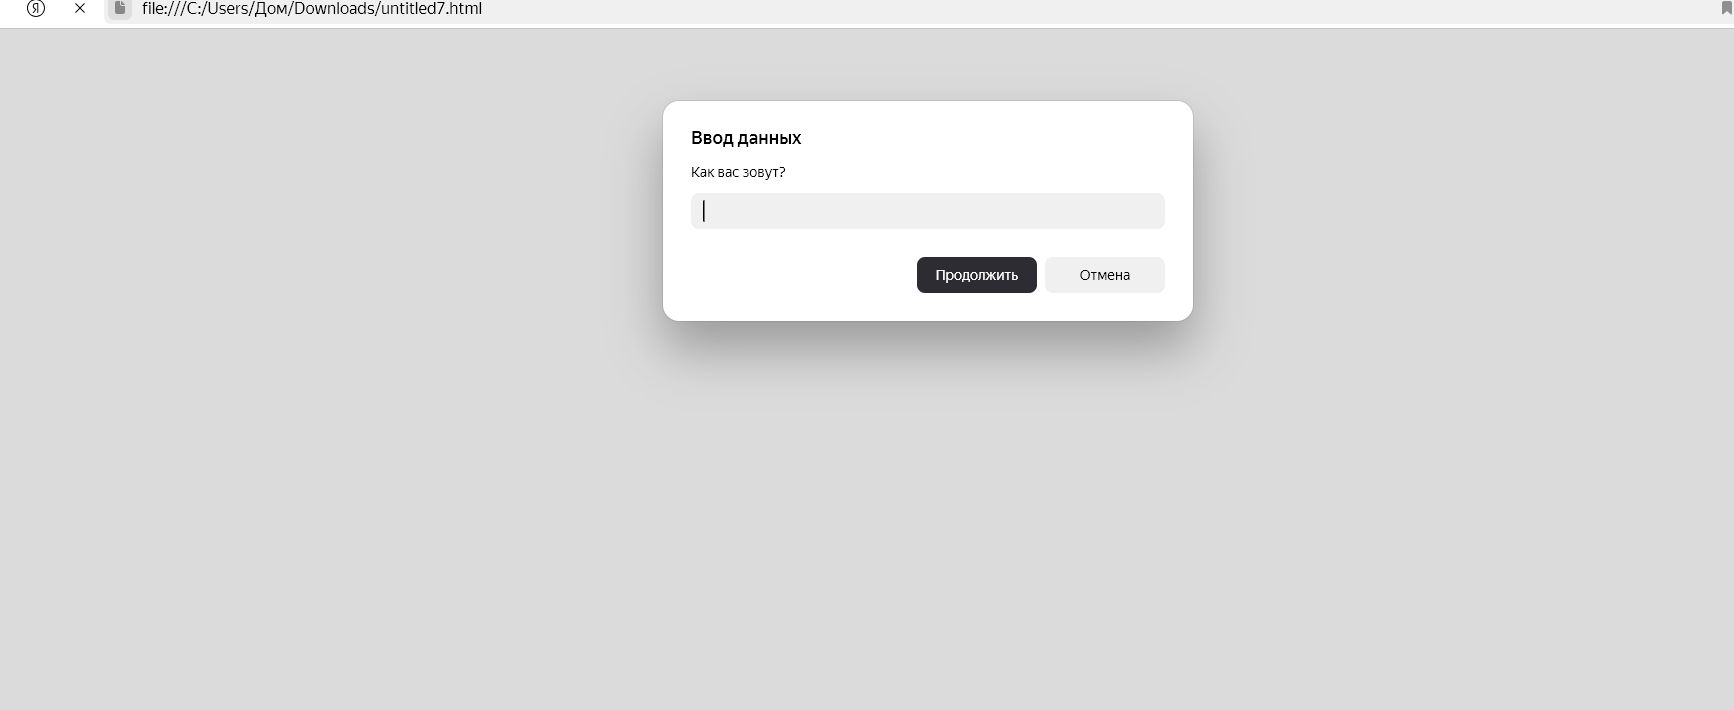 Я file:///C:/Users/Дом/Downloads/untitled7.html
Ввод данных
Как вас зовут?
Продолжить Отмена